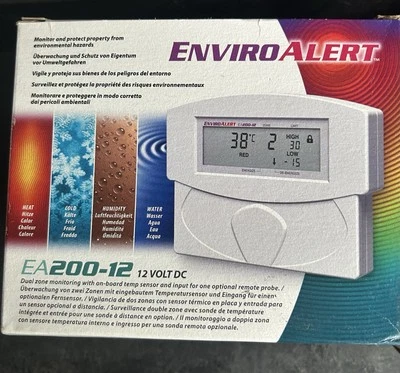 Monitor and protect property from
environmental hazards
Überwachung und Schutz von Eigentum
vor Umweltgefahren
Vigile y proteja sus bienes de los peligros del entorno
Surveillez et protégez la propriété des risques environnementaux
Monitorare e proteggere in modo corretto
dai pericoli ambientali
ENVIROALERT™
ENVIROALERT EA200-12
38°C 2 HIGH
30
RED LOW
-15
HEAT
Hitze
Calor
Chaleur
Calore
COLD
Kälte
Frío
Froid
Freddo
HUMIDITY
Luftfeuchtigkeit
Humedad
Humidité
Umidità
WATER
Wasser
Agua
Eau
Acqua
EA200-12 12 VOLT DC
Dual zone monitoring with on-board temp sensor and input for one optional remote probe. /
Überwachung von zwei Zonen mit eingebautem Temperatursensor und Eingang für einen
optionalen Fernsensor. / Vigilancia de dos zonas con sensor térmico en placa y entrada para
un sensor opcional a distancia. / Surveillance double zone avec sonde de température
intégrée et entrée pour une sonde à distance en option. / Il monitoraggio a doppia zona
con sensore temperatura interno e ingresso per una sonda remota opzionale.